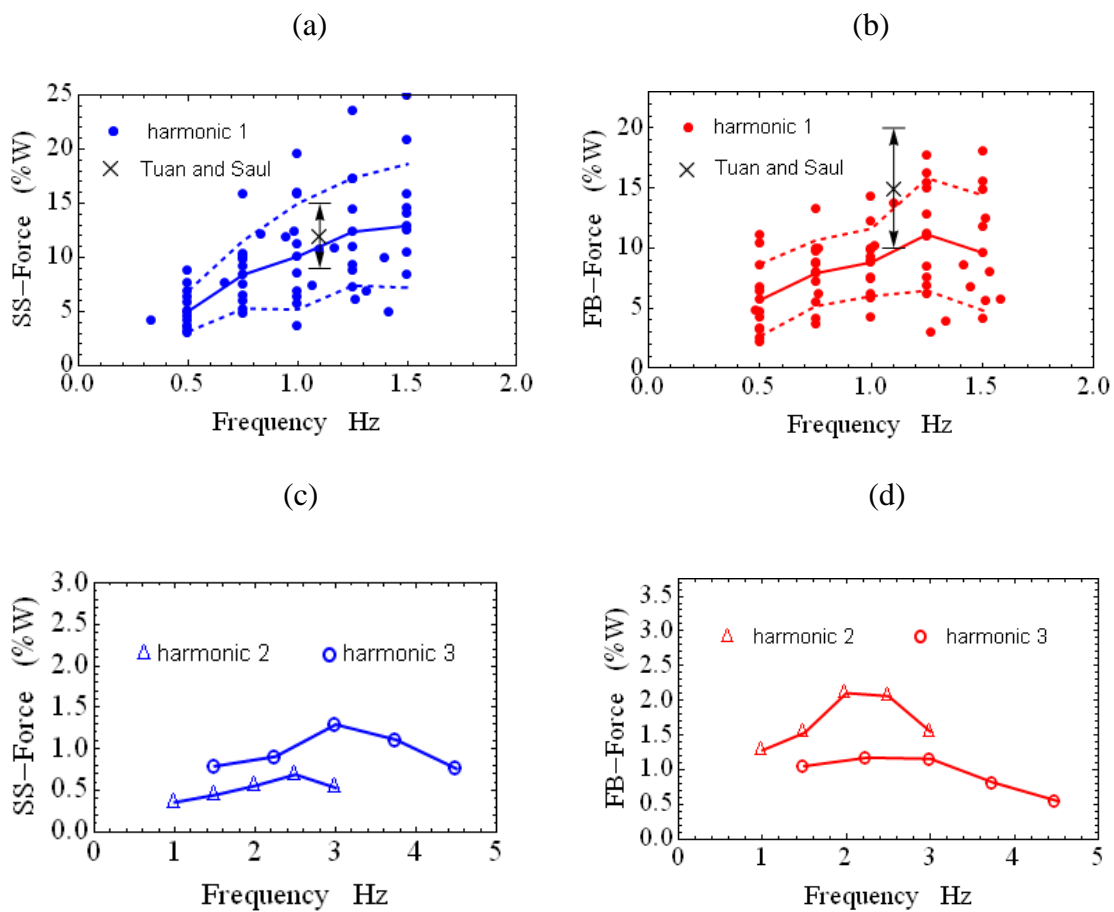 (a)
25
20
15
10
5
0
SS-Force (%W)
harmonic 1
Tuan and Saul
0.0 0.5 1.0 1.5 2.0
Frequency Hz
(b)
20
15
10
5
0
FB-Force (%W)
harmonic 1
Tuan and Saul
0.0 0.5 1.0 1.5 2.0
Frequency Hz
(c)
3.0
2.5
2.0
1.5
1.0
0.5
0.0
SS-Force (%W)
harmonic 2 harmonic 3
0 1 2 3 4 5
Frequency Hz
(d)
3.5
3.0
2.5
2.0
1.5
1.0
0.5
0.0
FB-Force (%W)
harmonic 2 harmonic 3
0 1 2 3 4 5
Frequency Hz